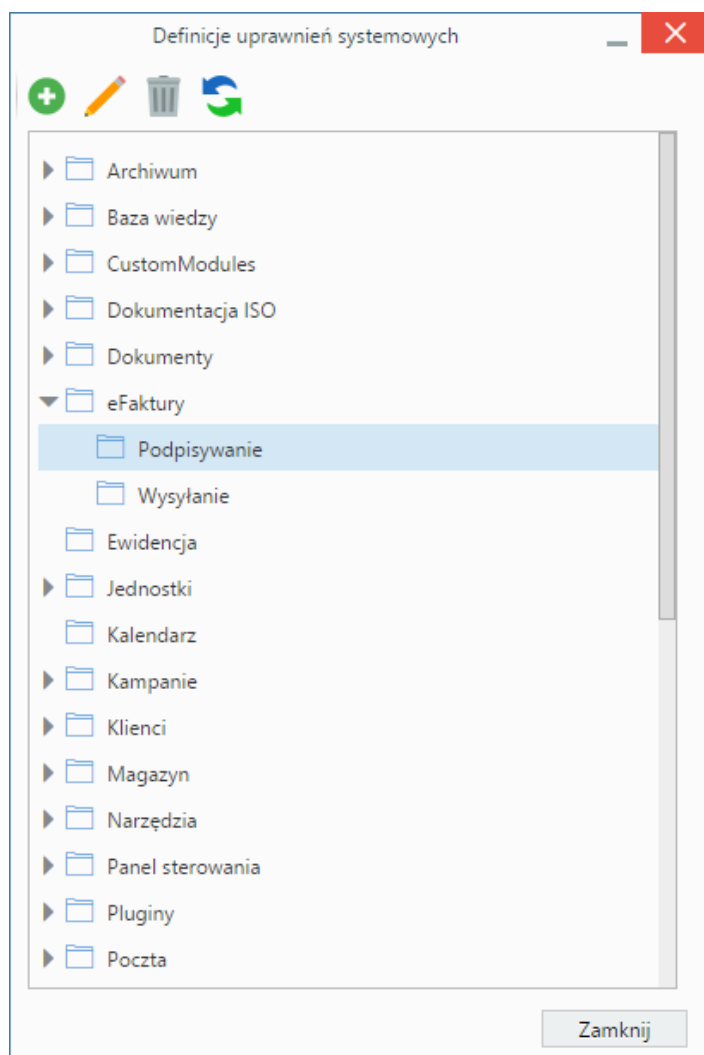 Definicje uprawnień systemowych
Archiwum
Baza wiedzy
CustomModules
Dokumentacja ISO
Dokumenty
eFaktury
Podpisywanie
Wysyłanie
Ewidencja
Jednostki
Kalendarz
Kampanie
Klienci
Magazyn
Narzędzia
Panel sterowania
Pluginy
Poczta
Zamknij